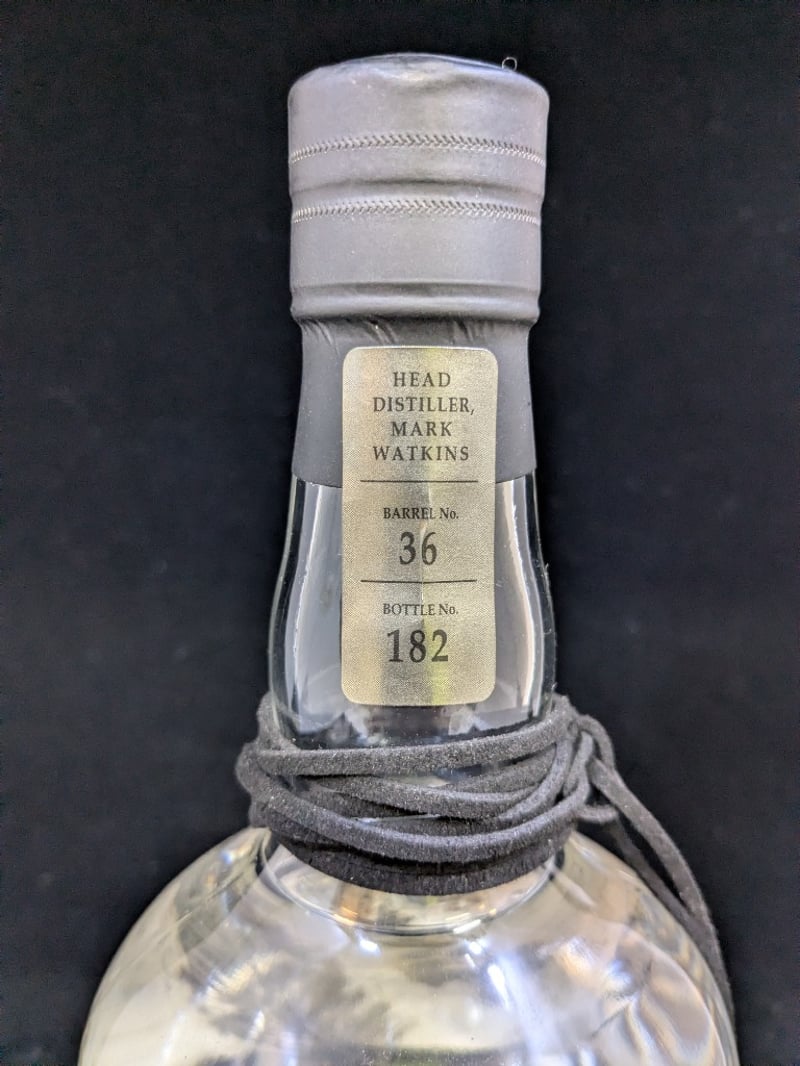 HEAD
DISTILLER,
MARK
WATKINS
BARREL No.
36
BOTTLE No.
182